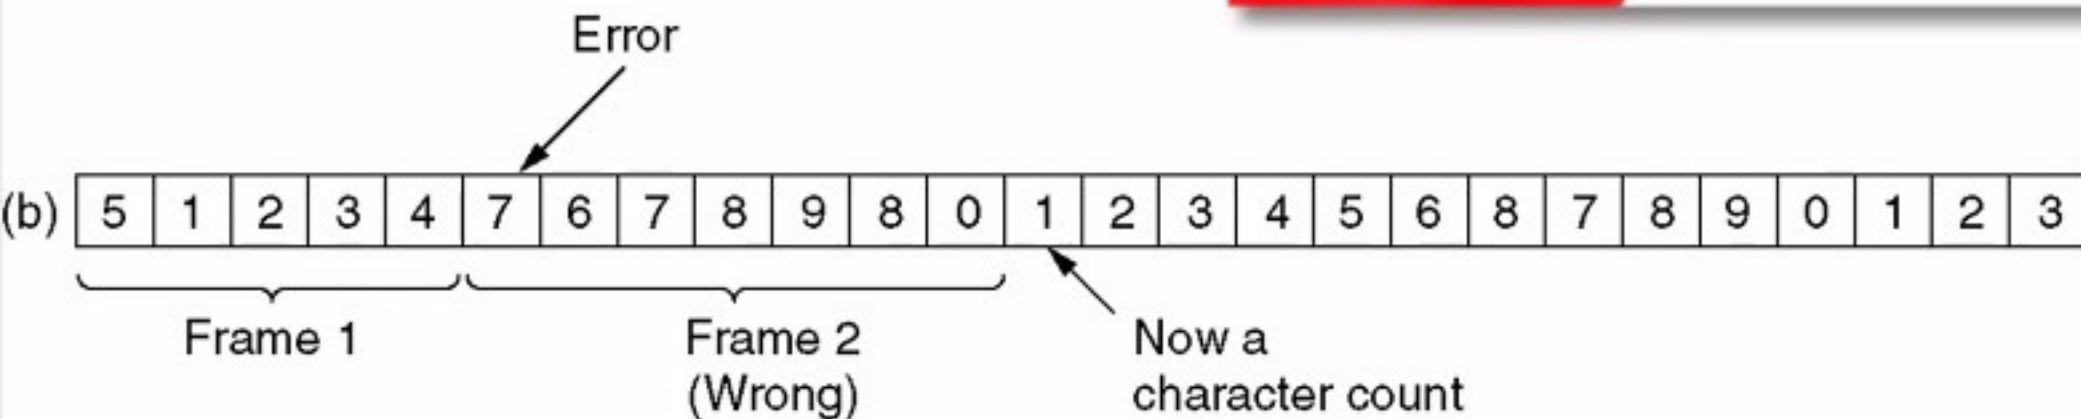 Error
(b) 5 1 2 3 4 7 6 7 8 9 8 0 1 2 3 4 5 6 8 7 8 9 0 1 2 3
Frame 1
Frame 2
(Wrong)
Now a
character count